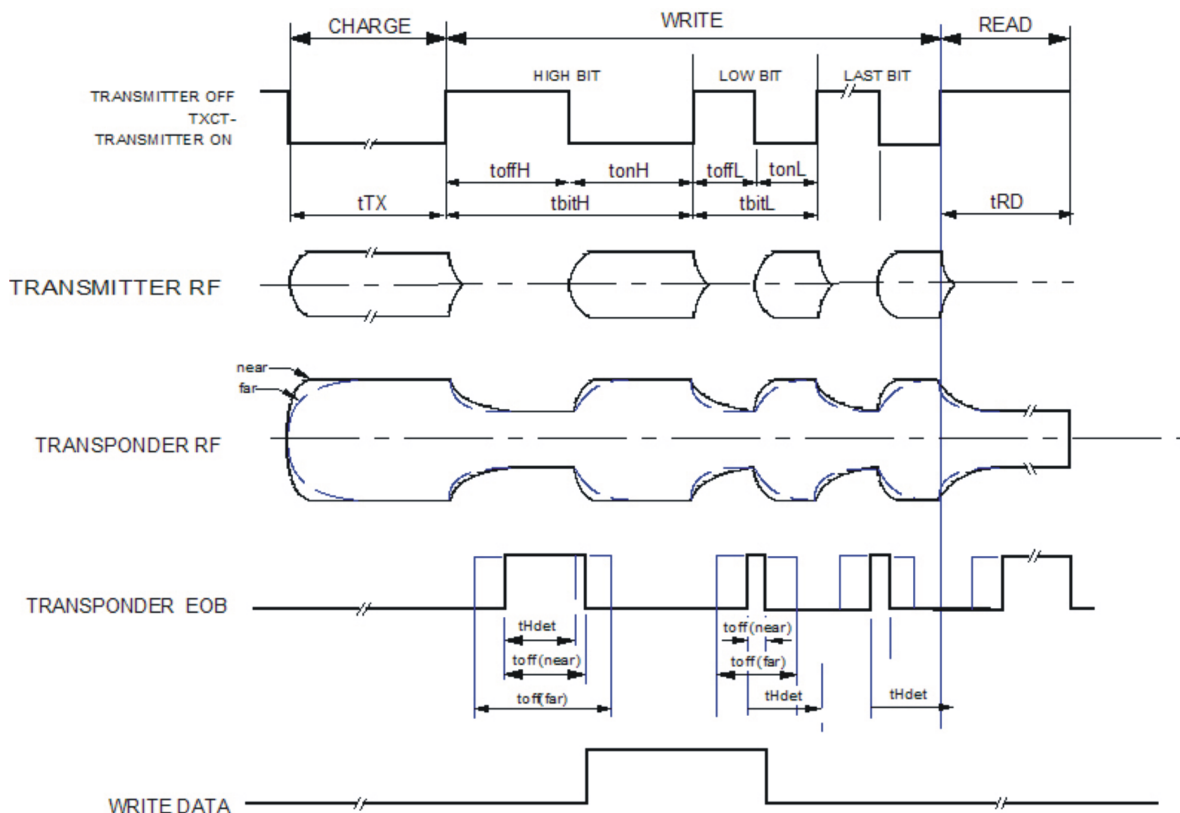 CHARGE WRITE READ
HIGH BIT LOW BIT LAST BIT
TRANSMITTER OFF
TXCT-
TRANSMITTER ON
toffH tonH toffL tonL
tTX tbitH tbitL tRD
TRANSMITTER RF
near
far
TRANSPONDER RF
TRANSPONDER EOB
tHdet toff(near)
toff(near) toff(far)
toff(far) tHdet tHdet
WRITE DATA